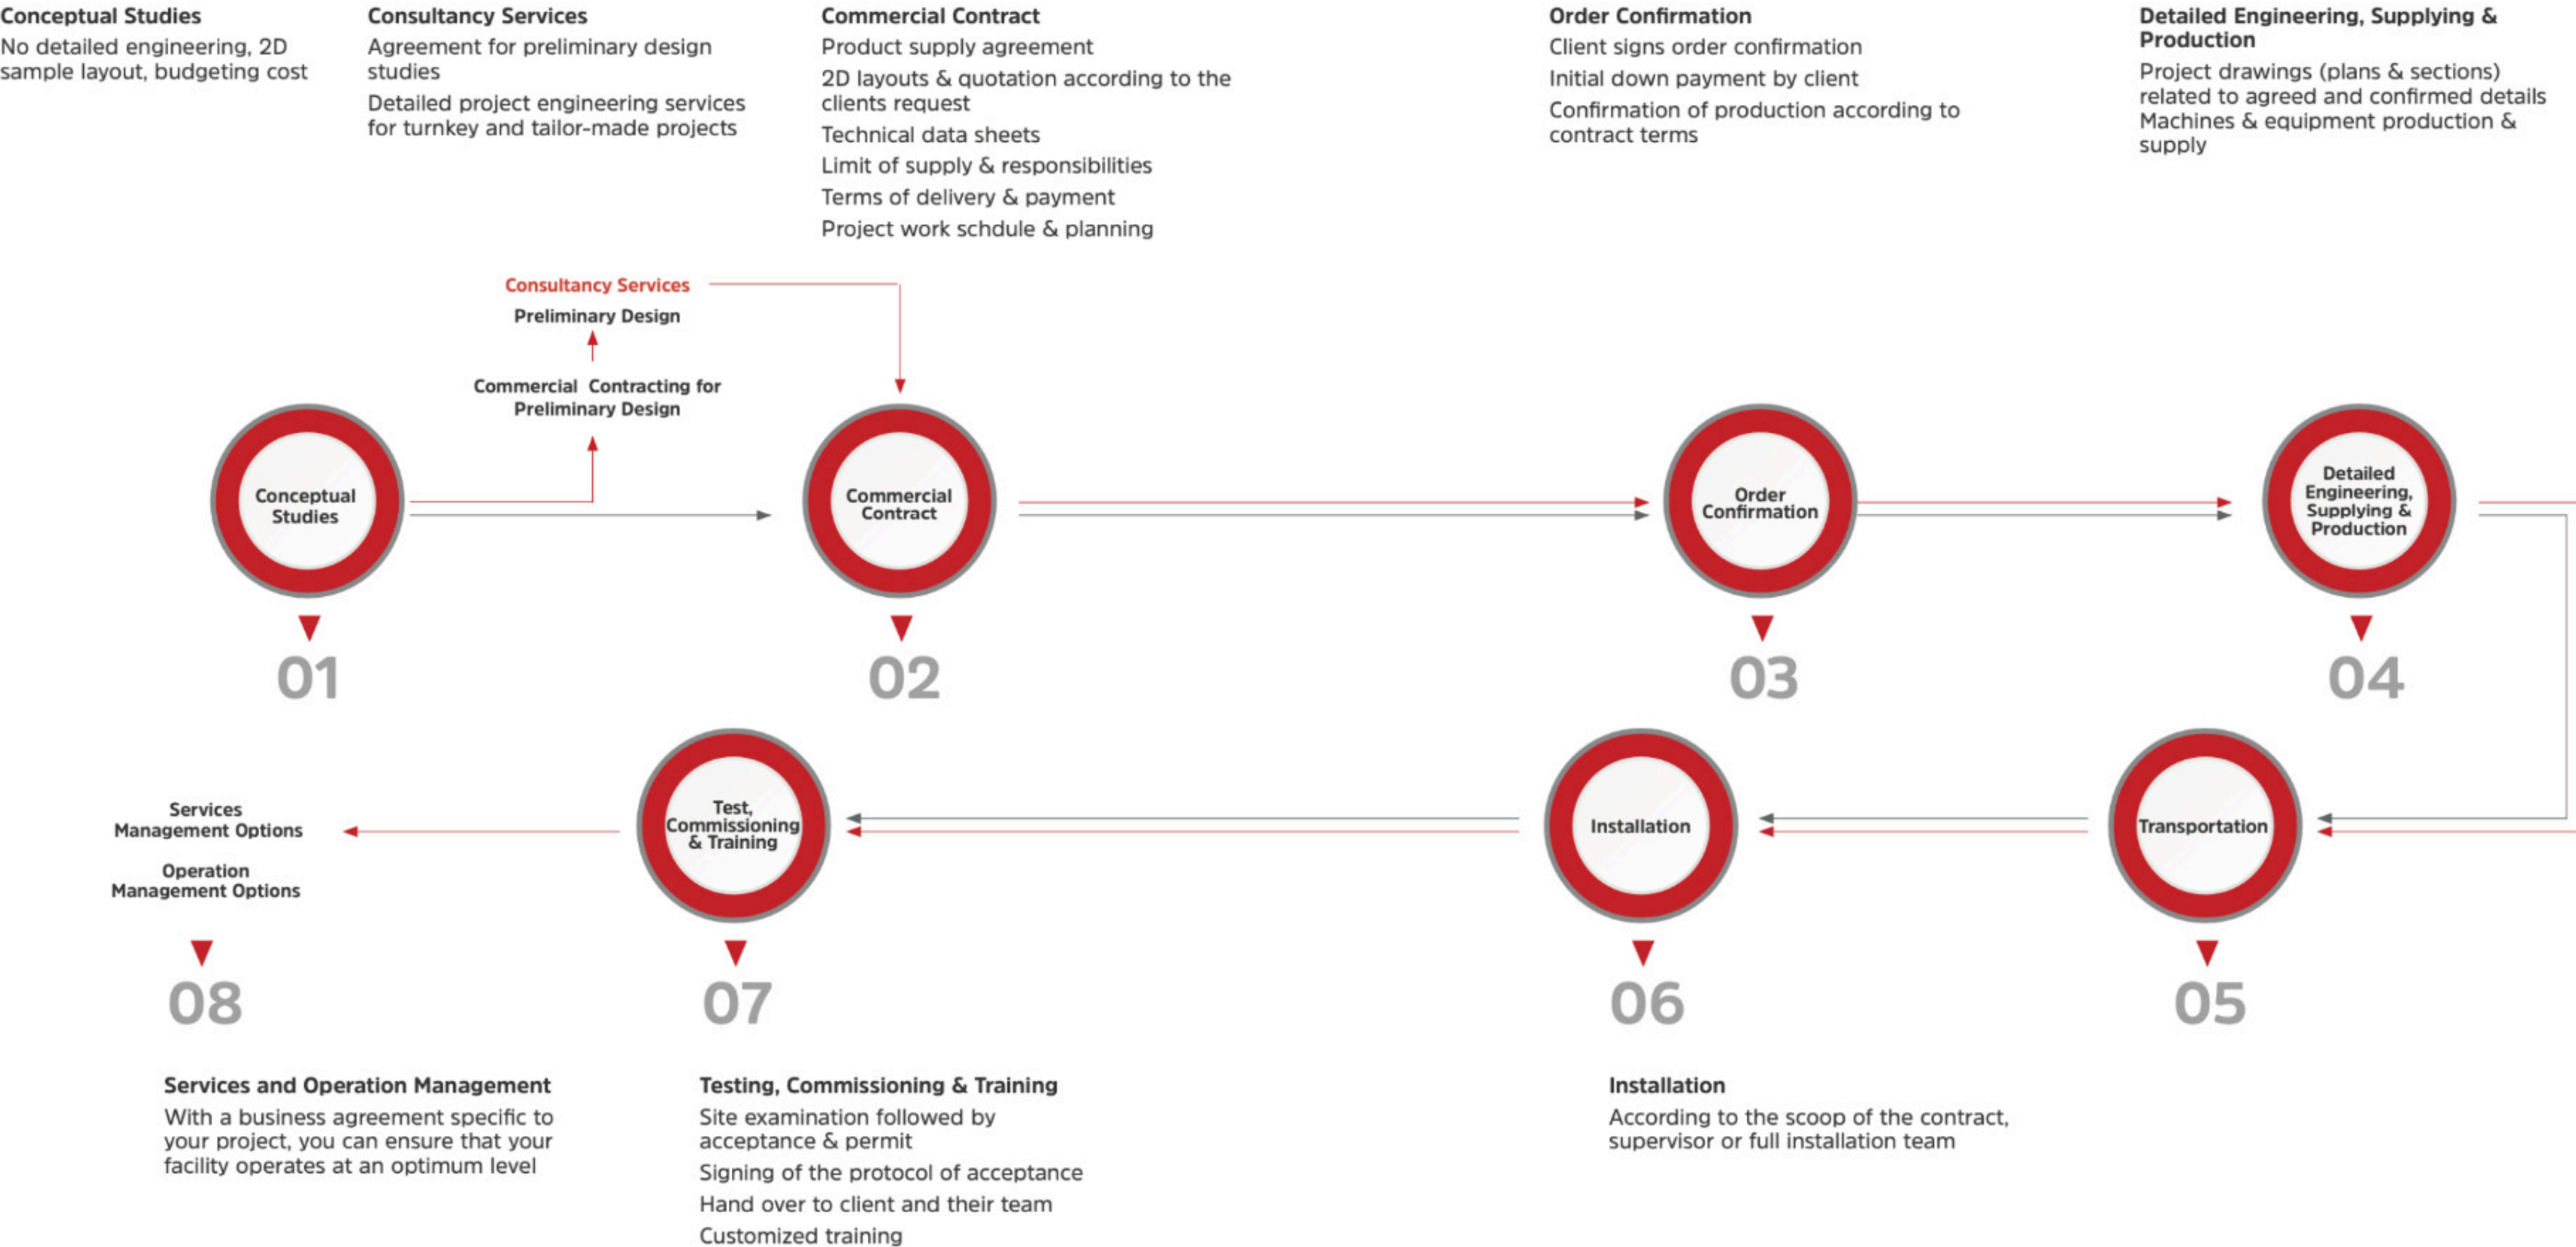 Conceptual Studies
No detailed engineering, 2D
sample layout, budgeting cost
Consultancy Services
Agreement for preliminary design
studies
Detailed project engineering services
for turnkey and tailor-made projects
Commercial Contract
Product supply agreement
2D layouts & quotation according to the
clients request
Technical data sheets
Limit of supply & responsibilities
Terms of delivery & payment
Project work schdule & planning
Order Confirmation
Client signs order confirmation
Initial down payment by client
Confirmation of production according to
contract terms
Detailed Engineering, Supplying &
Production
Project drawings (plans & sections)
related to agreed and confirmed details
Machines & equipment production &
supply
Consultancy Services
Preliminary Design
Commercial Contracting for
Preliminary Design
Conceptual
Studies
Commercial
Contract
Order
Confirmation
Detailed
Engineering,
Supplying &
Production
01
02
03
04
Services
Management Options
Operation
Management Options
Test,
Commissioning
& Training
Installation
Transportation
08
07
06
05
Services and Operation Management
With a business agreement specific to
your project, you can ensure that your
facility operates at an optimum level
Testing, Commissioning & Training
Site examination followed by
acceptance & permit
Signing of the protocol of acceptance
Hand over to client and their team
Customized training
Installation
According to the scoop of the contract,
supervisor or full installation team